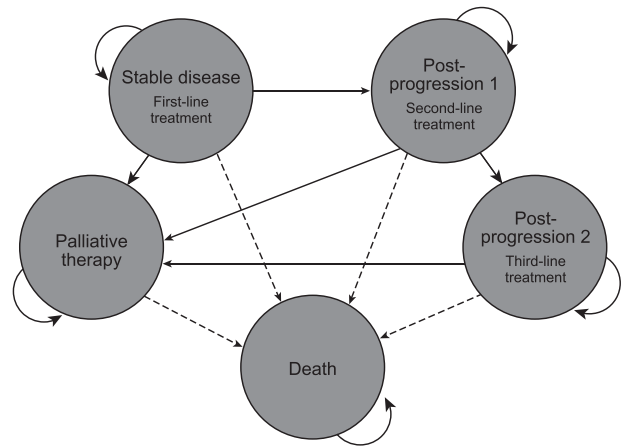 Stable disease
First-line
treatment
Post-
progression 1
Second-line
treatment
Palliative
therapy
Post-
progression 2
Third-line
treatment
Death